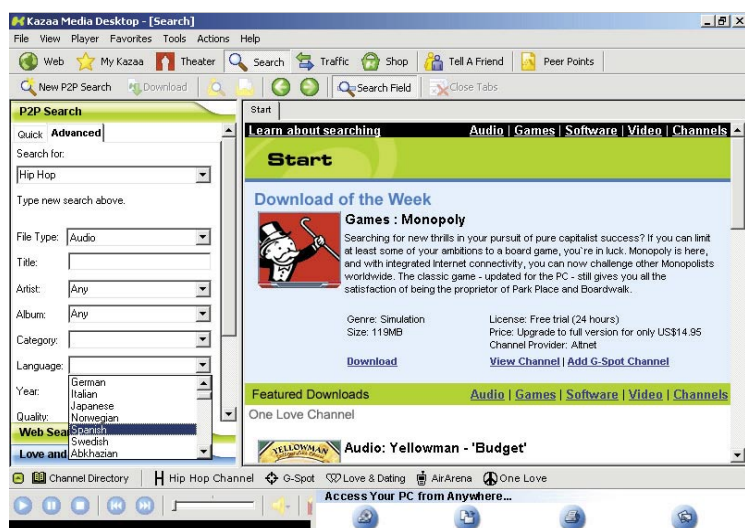 Kazaa Media Desktop - [Search]
File View Player Favorites Tools Actions Help
Web My Kazaa Theater Search Traffic Shop Tell A Friend Peer Points
New P2P Search Download Search Field Close Tabs
P2P Search
Quick Advanced
Search for:
Hip Hop
Type new search above.
File Type: Audio
Title:
Artist: Any
Album: Any
Category:
Language:
Year:
Quality:
German
Italian
Japanese
Norwegian
Spanish
Swedish
Abkhazian
Web Sea
Love and
Start
Learn about searching Audio | Games | Software | Video | Channels
Start
Download of the Week
Games : Monopoly
Searching for new thrills in your pursuit of pure capitalist success? If you can limit
at least some of your ambitions to a board game, you`re in luck. Monopoly is here,
and with integrated Internet connectivity, you can now challenge other Monopolists
worldwide. The classic game - updated for the PC - still gives you all the
satisfaction of being the proprietor of Park Place and Boardwalk.
Genre: Simulation License: Free trial (24 hours)
Size: 119MB Price: Upgrade to full version for only US$14.95
Channel Provider: Altnet
Download View Channel | Add G-Spot Channel
Featured Downloads Audio | Games | Software | Video | Channels
One Love Channel
YELLOWMAN
Audio: Yellowman - 'Budget'
Channel Directory Hip Hop Channel G-Spot Love & Dating AirArena One Love
Access Your PC from Anywhere...